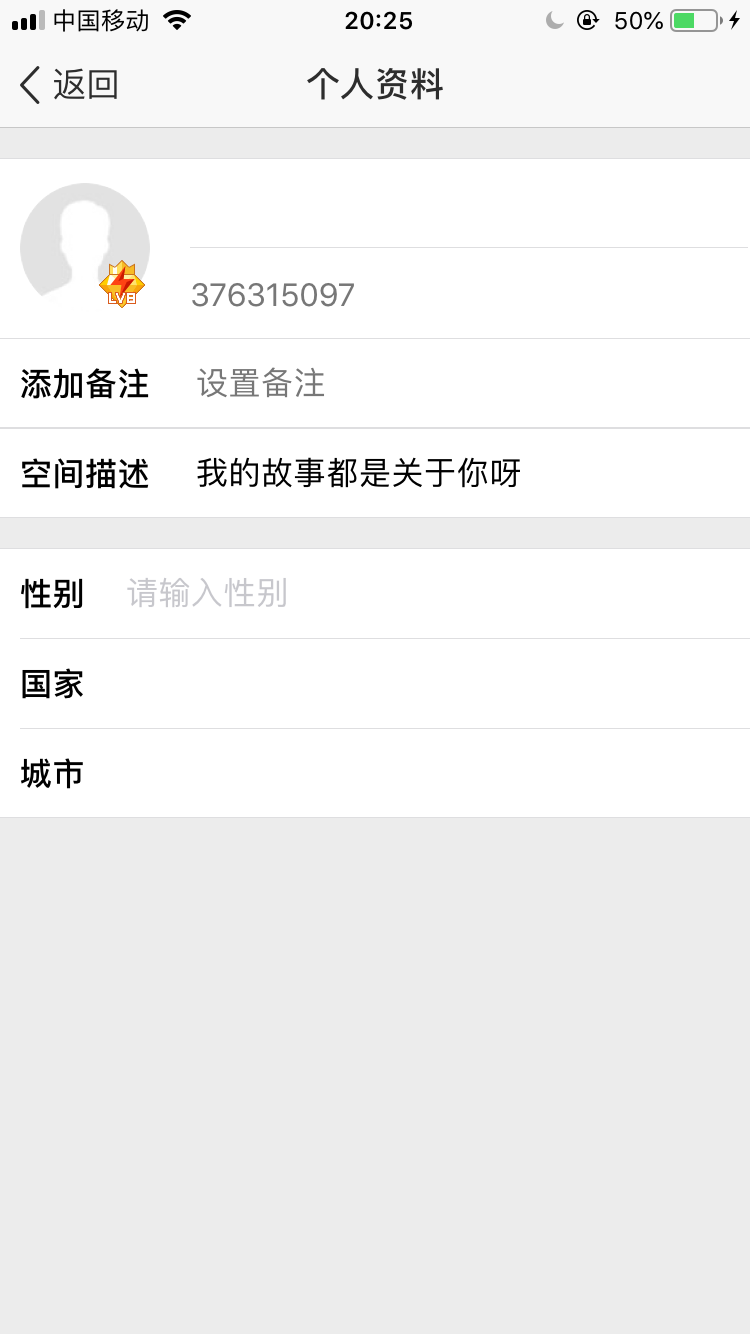 中国移动 20:25 50%
返回 个人资料
LV8
376315097
添加备注 设置备注
空间描述 我的故事都是关于你呀
性别 请输入性别
国家
城市